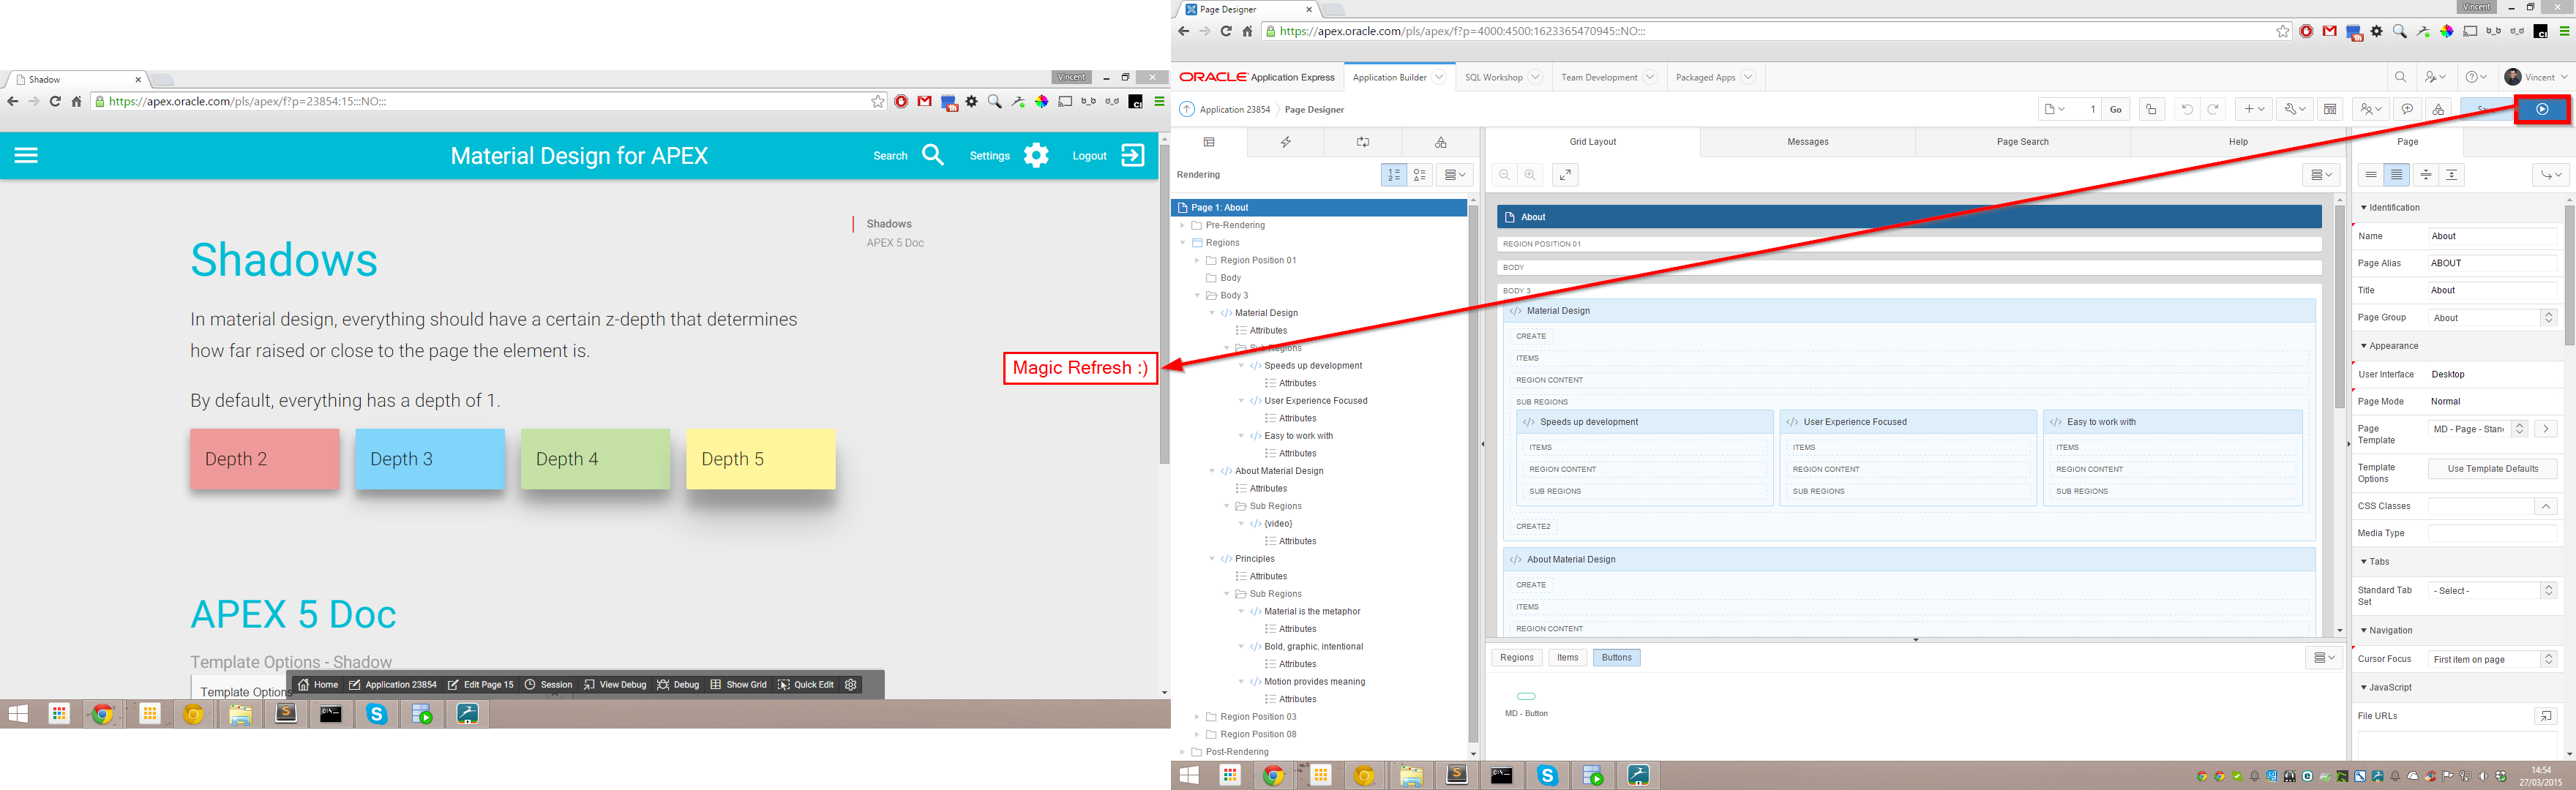 Shadow
Vincent
https://apex.oracle.com/pls/apex/f?p=23854:15:::NO:::
Material Design for APEX
Search
Settings
Logout
Shadows
APEX 5 Doc
Shadows
In material design, everything should have a certain z-depth that determines
how far raised or close to the page the element is.
By default, everything has a depth of 1.
Depth 2
Depth 3
Depth 4
Depth 5
APEX 5 Doc
Template Options - Shadow
Template Options
Home
Application 23854
Edit Page 15
Session
View Debug
Debug
Show Grid
Quick Edit
Magic Refresh :)
Page Designer
Vincent
https://apex.oracle.com/pls/apex/f?p=4000:4500:1623365470945::NO:::
ORACLE Application Express
Application Builder
SQL Workshop
Team Development
Packaged Apps
Vincent
Application 23854
Page Designer
1
Go
Rendering
Page 1: About
Pre-Rendering
Regions
Region Position 01
Body
Body 3
Material Design
Attributes
Sub Regions
Speeds up development
Attributes
User Experience Focused
Attributes
Easy to work with
Attributes
About Material Design
Attributes
Sub Regions
{video}
Attributes
Principles
Attributes
Sub Regions
Material is the metaphor
Attributes
Bold, graphic, intentional
Attributes
Motion provides meaning
Attributes
Region Position 03
Region Position 08
Post-Rendering
Grid Layout
Messages
Page Search
Help
About
REGION POSITION 01
BODY
BODY 3
Material Design
CREATE
ITEMS
REGION CONTENT
SUB REGIONS
Speeds up development
ITEMS
REGION CONTENT
SUB REGIONS
User Experience Focused
ITEMS
REGION CONTENT
SUB REGIONS
Easy to work with
ITEMS
REGION CONTENT
SUB REGIONS
CREATE2
About Material Design
CREATE
ITEMS
REGION CONTENT
Regions
Items
Buttons
MD - Button
Page
Identification
Name
About
Page Alias
ABOUT
Title
About
Page Group
About
Appearance
User Interface
Desktop
Page Mode
Normal
Page
Template
MD - Page - Stan
Template
Options
Use Template Defaults
CSS Classes
Media Type
Tabs
Standard Tab
Set
- Select -
Navigation
Cursor Focus
First item on page
JavaScript
File URLs
14:54
27/03/2015